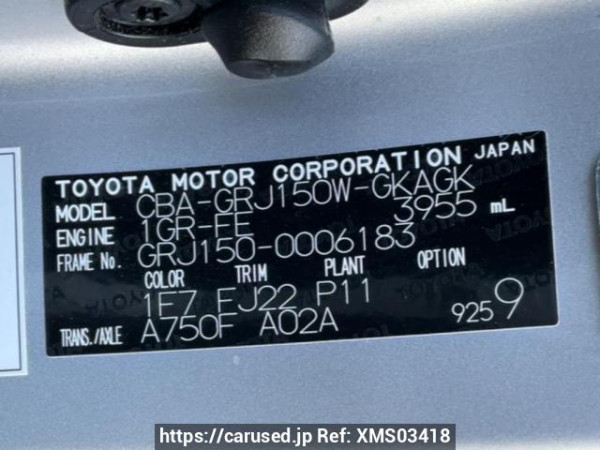 TOYOTA MOTOR CORPORATION JAPAN
MODEL CBA-GRJ150W-GKAGK
ENGINE 1GR-FE 3955 mL
FRAME No. GRJ150-0006183
COLOR TRIM PLANT OPTION
1E7 FJ22 P11
TRANS./AXLE A750F A02A 9259
https://carused.jp Ref: XMS03418